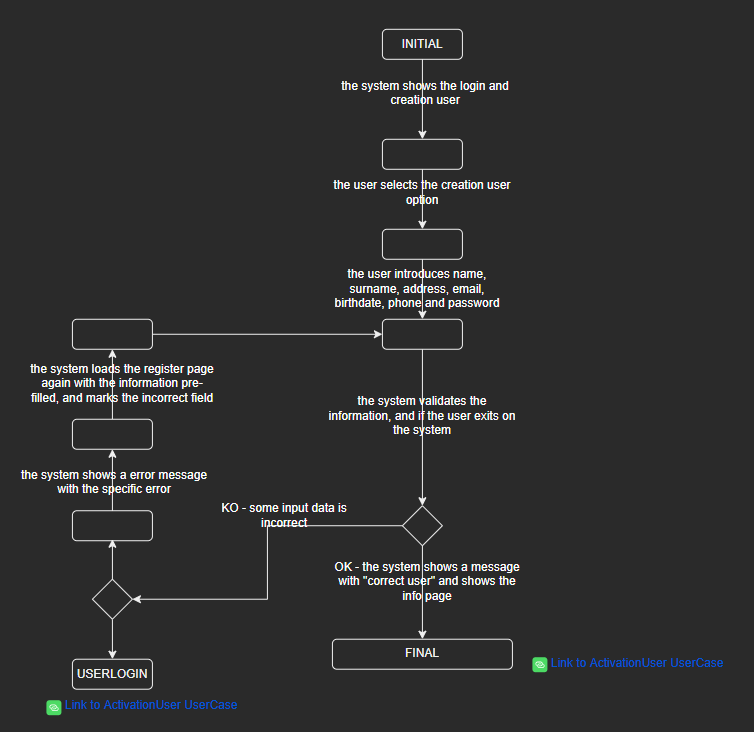 INITIAL
the system shows the login and
creation user
the user selects the creation user
option
the user introduces name,
surname, address, email,
birthdate, phone and password
the system loads the register page
again with the information pre-
filled, and marks the incorrect field
the system validates the
information, and if the user exits on
the system
the system shows a error message
with the specific error
KO - some input data is
incorrect
OK - the system shows a message
with "correct user" and shows the
info page
FINAL
Link to ActivationUser UserCase
USERLOGIN
Link to ActivationUser UserCase